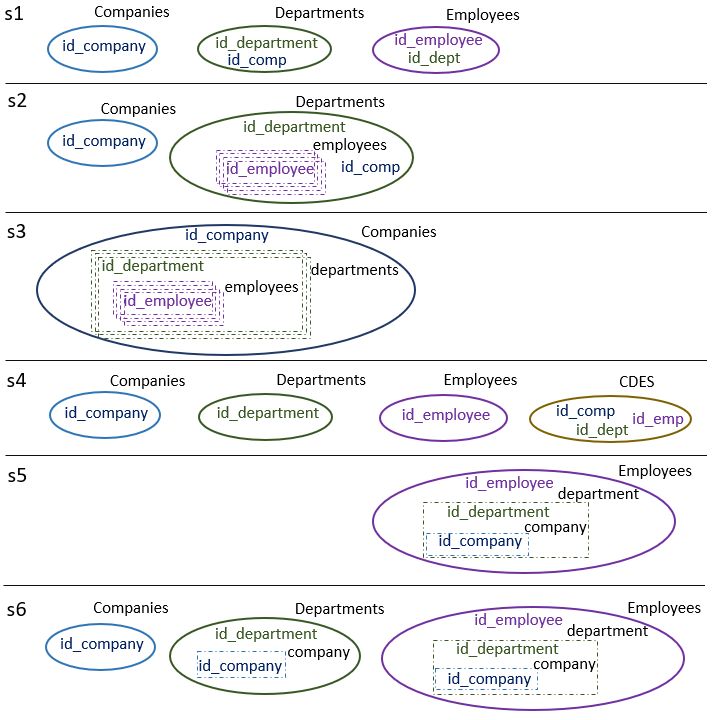 s1
Companies
Departments
Employees
id_company
id_department
id_comp
id_employee
id_dept
s2
Companies
Departments
id_company
id_department
employees
id_employee
id_comp
s3
Companies
id_company
id_department
departments
employees
id_employee
s4
Companies
Departments
Employees
CDES
id_company
id_department
id_employee
id_comp
id_emp
id_dept
s5
Employees
id_employee
department
id_department
company
id_company
s6
Companies
Departments
Employees
id_company
id_department
company
id_company
id_employee
department
id_department
company
id_company